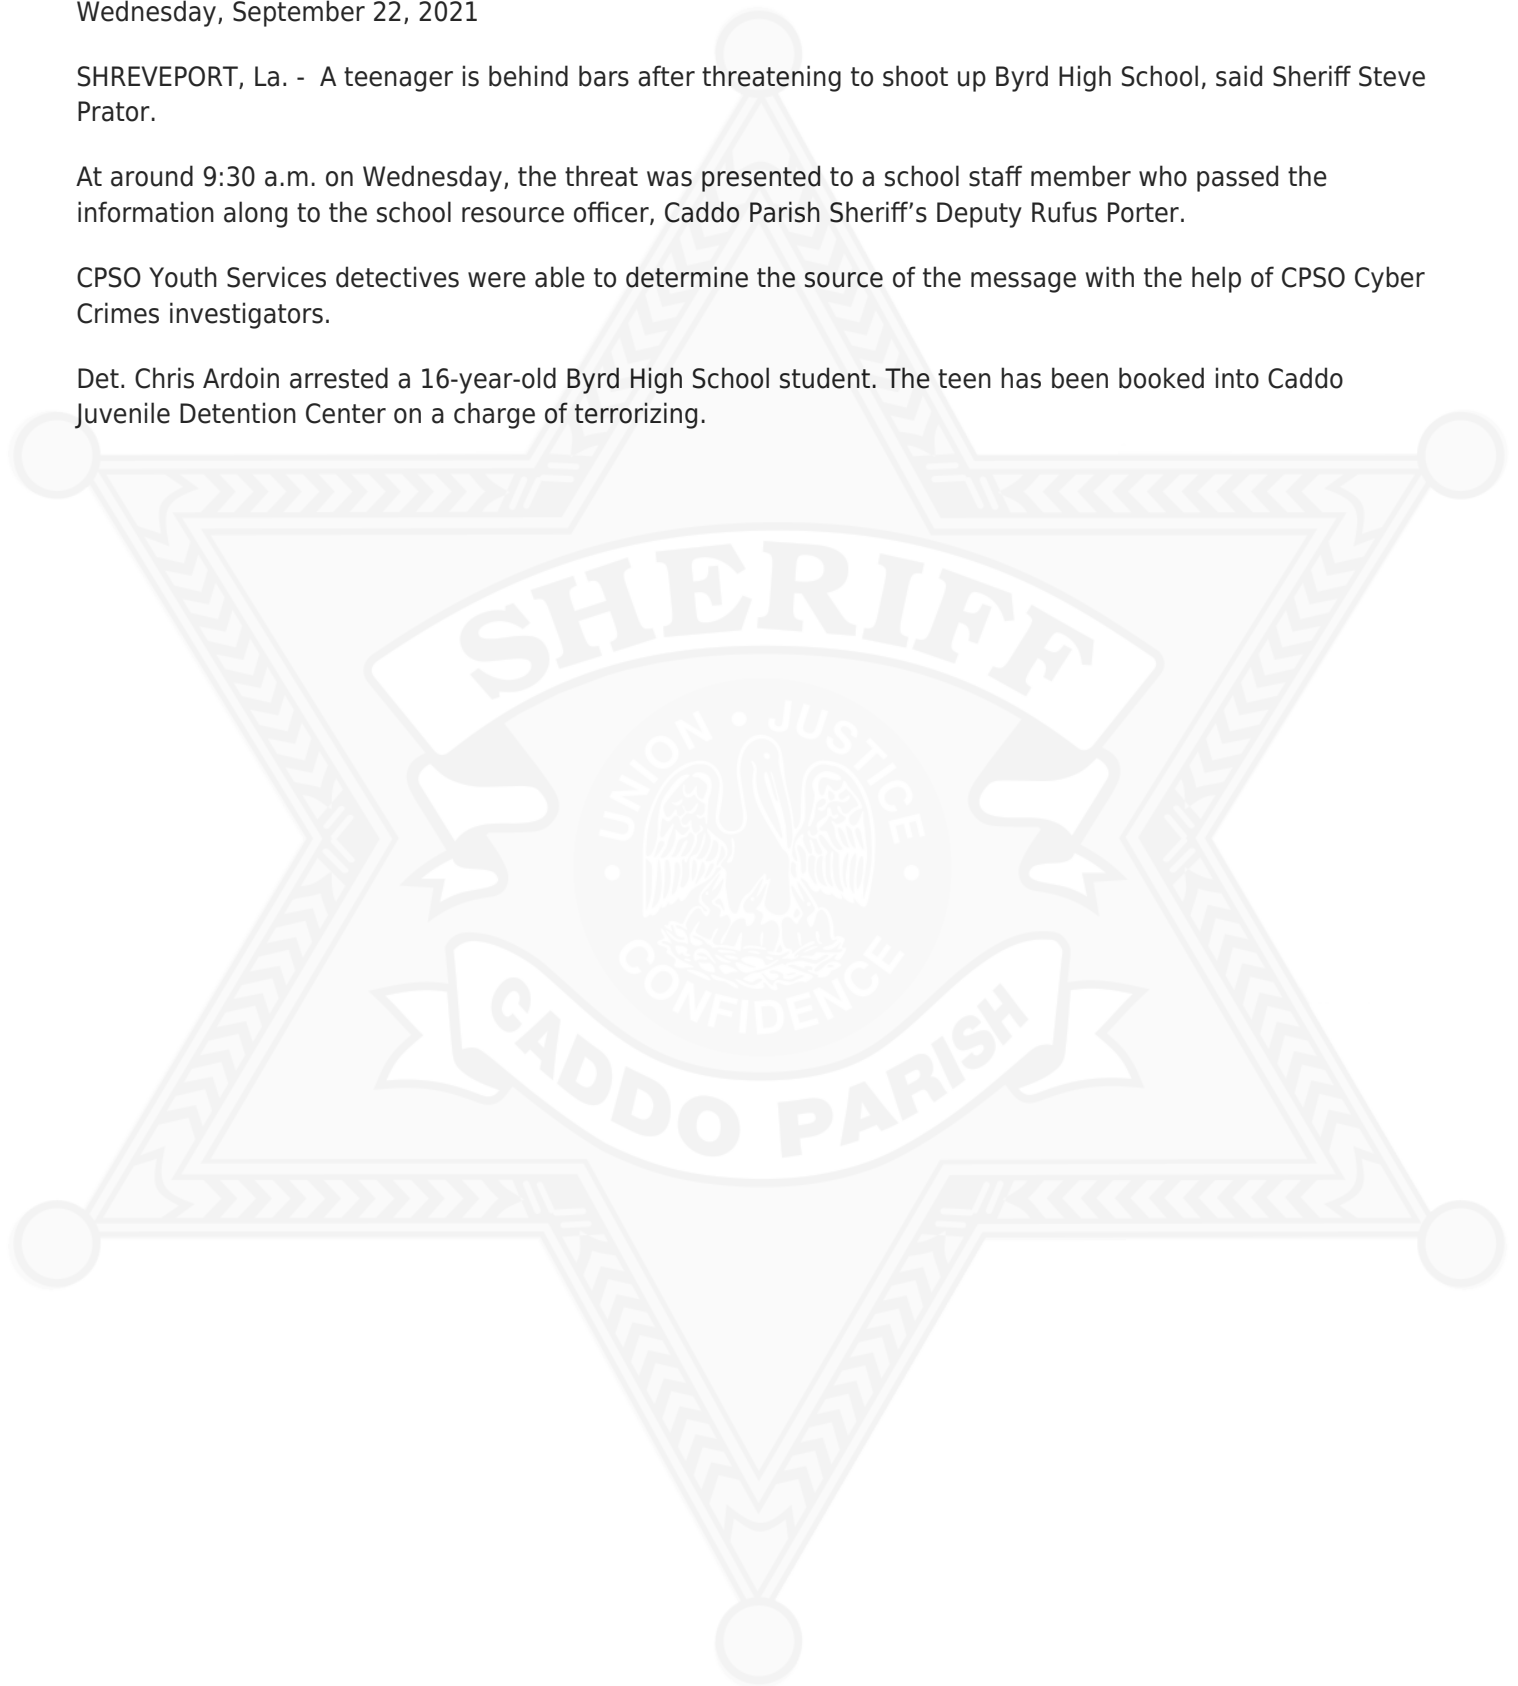 Wednesday, September 22, 2021
SHREVEPORT, La. -  A teenager is behind bars after threatening to shoot up Byrd High School, said Sheriff Steve
Prator.
At around 9:30 a.m. on Wednesday, the threat was presented to a school staff member who passed the
information along to the school resource officer, Caddo Parish Sheriff’s Deputy Rufus Porter.
CPSO Youth Services detectives were able to determine the source of the message with the help of CPSO Cyber
Crimes investigators.
Det. Chris Ardoin arrested a 16-year-old Byrd High School student. The teen has been booked into Caddo
Juvenile Detention Center on a charge of terrorizing.
SHERIFF
UNION • JUSTICE
• CONFIDENCE •
CADDO PARISH